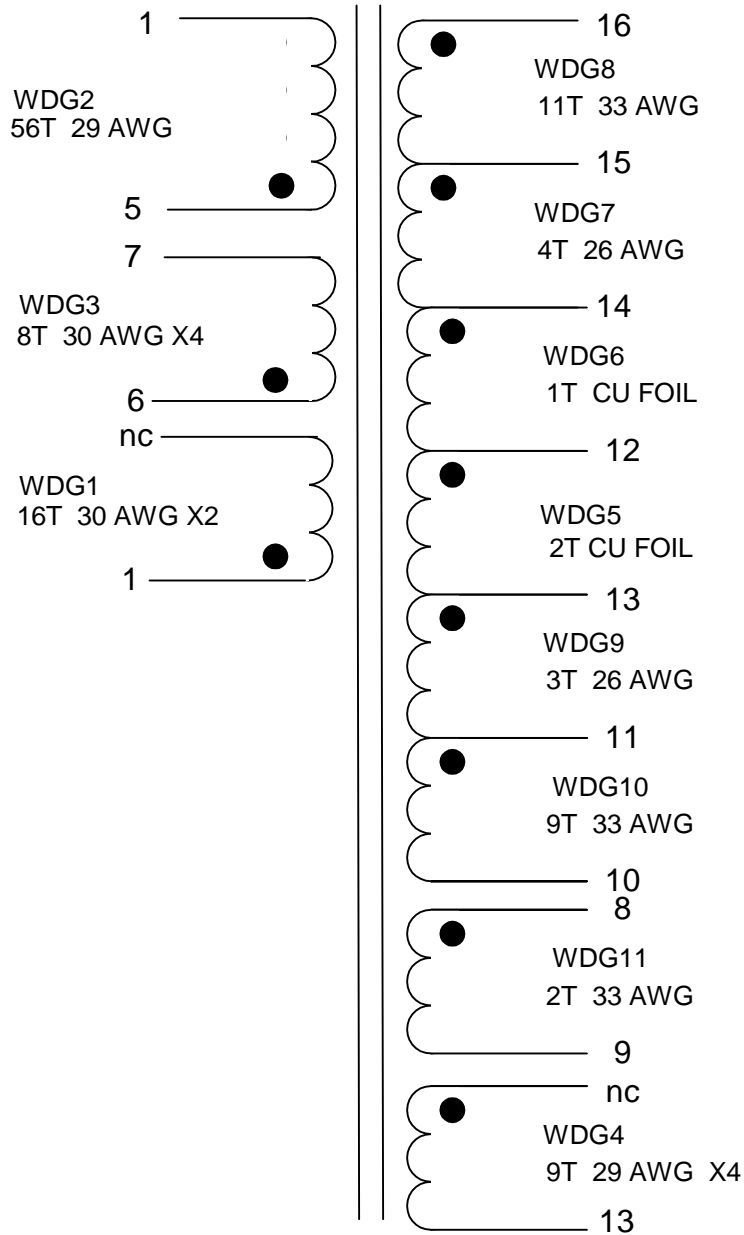 1
WDG2
56T 29 AWG
5
7
WDG3
8T 30 AWG X4
6
nc
WDG1
16T 30 AWG X2
1
16
WDG8
11T 33 AWG
15
WDG7
4T 26 AWG
14
WDG6
1T CU FOIL
12
WDG5
2T CU FOIL
13
WDG9
3T 26 AWG
11
WDG10
9T 33 AWG
10
8
WDG11
2T 33 AWG
9
nc
WDG4
9T 29 AWG X4
13